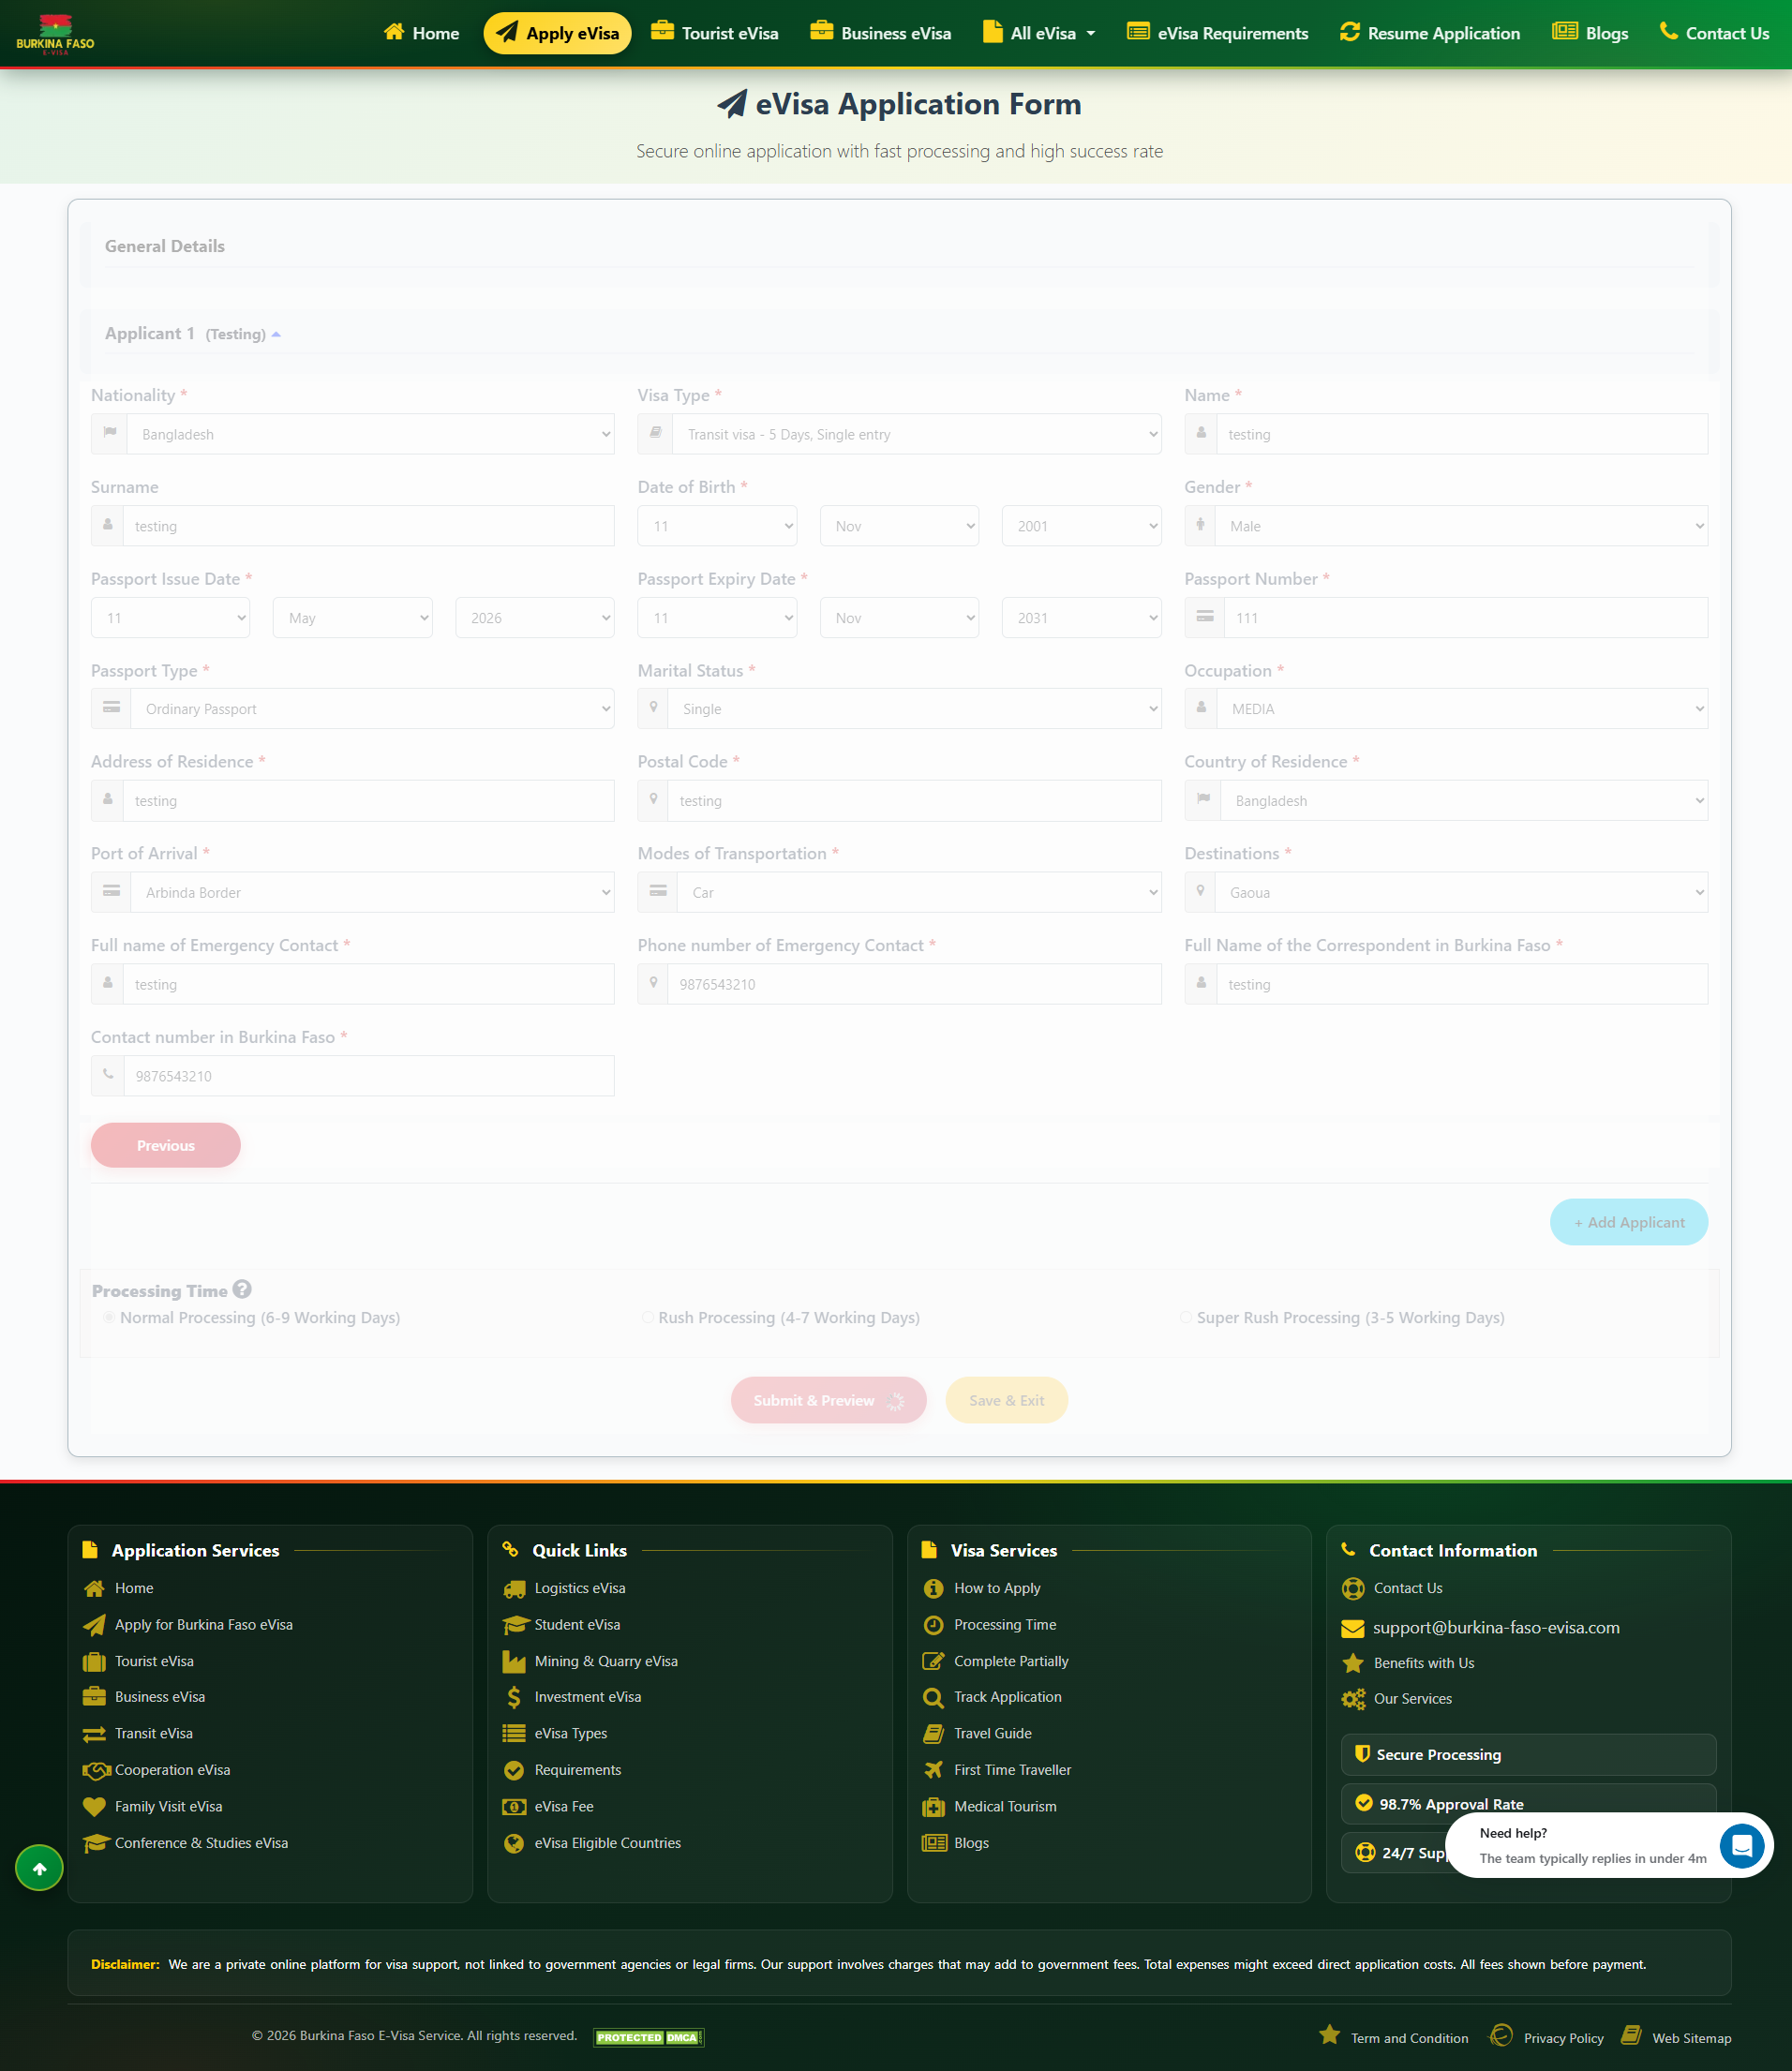 BURKINA FASO
E-VISA
Home
Apply eVisa
Tourist eVisa
Business eVisa
All eVisa
eVisa Requirements
Resume Application
Blogs
Contact Us
eVisa Application Form
Secure online application with fast processing and high success rate
General Details
Applicant 1 (Testing)
Nationality *
Visa Type *
Name *
Bangladesh
Transit visa - 5 Days, Single entry
testing
Surname
Date of Birth *
Gender *
testing
11
Nov
2001
Male
Passport Issue Date *
Passport Expiry Date *
Passport Number *
11
May
2026
11
Nov
2031
111
Passport Type *
Marital Status *
Occupation *
Ordinary Passport
Single
MEDIA
Address of Residence *
Postal Code *
Country of Residence *
testing
testing
Bangladesh
Port of Arrival *
Modes of Transportation *
Destinations *
Arbinda Border
Car
Gaoua
Full name of Emergency Contact *
Phone number of Emergency Contact *
Full Name of the Correspondent in Burkina Faso *
testing
9876543210
testing
Contact number in Burkina Faso *
9876543210
Previous
+ Add Applicant
Processing Time
Normal Processing (6-9 Working Days)
Rush Processing (4-7 Working Days)
Super Rush Processing (3-5 Working Days)
Submit & Preview
Save & Exit
Application Services
Home
Apply for Burkina Faso eVisa
Tourist eVisa
Business eVisa
Transit eVisa
Cooperation eVisa
Family Visit eVisa
Conference & Studies eVisa
Quick Links
Logistics eVisa
Student eVisa
Mining & Quarry eVisa
Investment eVisa
eVisa Types
Requirements
eVisa Fee
eVisa Eligible Countries
Visa Services
How to Apply
Processing Time
Complete Partially
Track Application
Travel Guide
First Time Traveller
Medical Tourism
Blogs
Contact Information
Contact Us
support@burkina-faso-evisa.com
Benefits with Us
Our Services
Secure Processing
98.7% Approval Rate
24/7 Sup
Need help?
The team typically replies in under 4m
Disclaimer: We are a private online platform for visa support, not linked to government agencies or legal firms. Our support involves charges that may add to government fees. Total expenses might exceed direct application costs. All fees shown before payment.
© 2026 Burkina Faso E-Visa Service. All rights reserved.
PROTECTED DMCA
Term and Condition
Privacy Policy
Web Sitemap